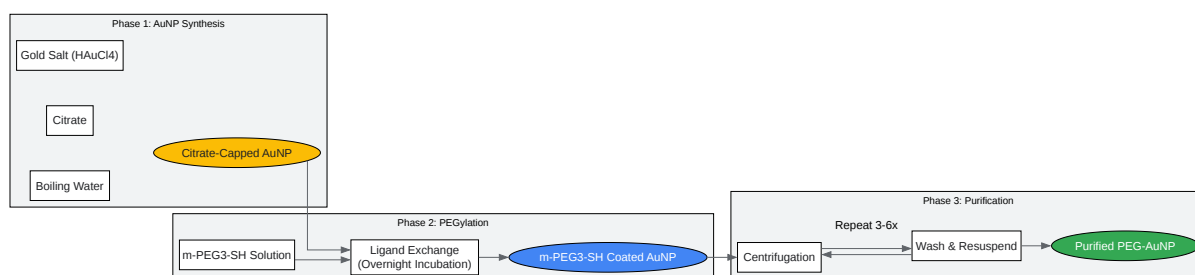 Phase 1: AuNP Synthesis
Gold Salt (HAuCl4)
Citrate
Citrate-Capped AuNP
Boiling Water
Phase 2: PEGylation
m-PEG3-SH Solution
Ligand Exchange
(Overnight Incubation)
m-PEG3-SH Coated AuNP
Phase 3: Purification
Repeat 3-6x
Centrifugation
Wash & Resuspend
Purified PEG-AuNP